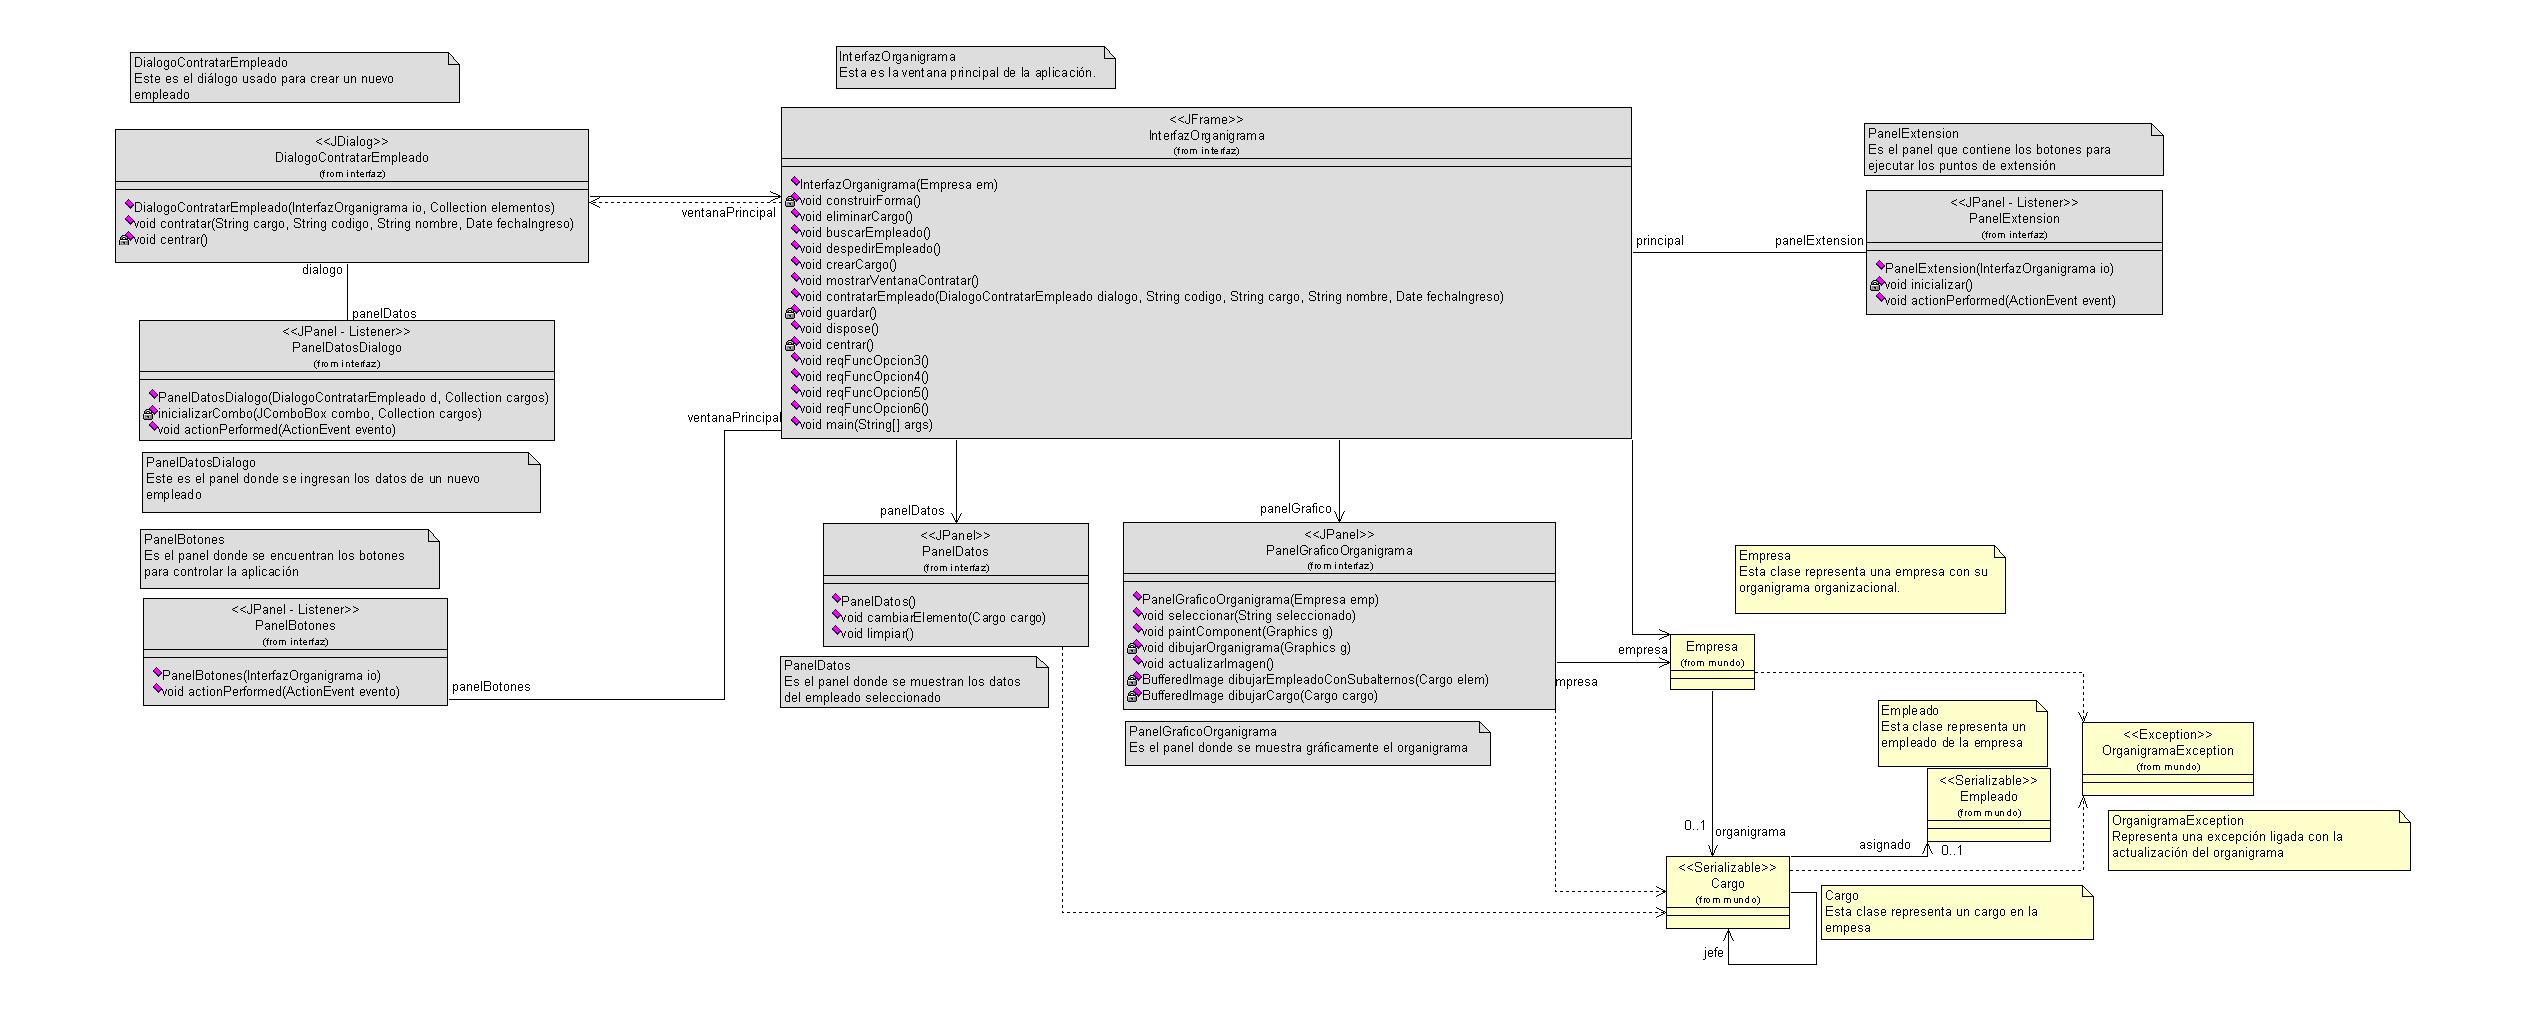 DialogoContratarEmpleado
Este es el diálogo usado para crear un nuevo
empleado
InterfazOrganigrama
Esta es la ventana principal de la aplicación.
<<JDialog>>
DialogoContratarEmpleado
(from interfaz)
DialogoContratarEmpleado(InterfazOrganigrama io, Collection elementos)
void contratar(String cargo, String codigo, String nombre, Date fechaIngreso)
void centrar()
ventanaPrincipal
<<JFrame>>
InterfazOrganigrama
(from interfaz)
InterfazOrganigrama(Empresa em)
void construirForma()
void eliminarCargo()
void buscarEmpleado()
void despedirEmpleado()
void crearCargo()
void mostrarVentanaContratar()
void contratarEmpleado(DialogoContratarEmpleado dialogo, String codigo, String cargo, String nombre, Date fechaIngreso)
void guardar()
void dispose()
void centrar()
void reqFuncOpcion3()
void reqFuncOpcion4()
void reqFuncOpcion5()
void reqFuncOpcion6()
void main(String[] args)
PanelExtension
Es el panel que contiene los botones para
ejecutar los puntos de extensión
principal
panelExtension
<<JPanel - Listener>>
PanelExtension
(from interfaz)
PanelExtension(InterfazOrganigrama io)
void inicializar()
void actionPerformed(ActionEvent event)
dialogo
panelDatos
<<JPanel - Listener>>
PanelDatosDialogo
(from interfaz)
PanelDatosDialogo(DialogoContratarEmpleado d, Collection cargos)
inicializarCombo(JComboBox combo, Collection cargos)
void actionPerformed(ActionEvent evento)
PanelDatosDialogo
Este es el panel donde se ingresan los datos de un nuevo
empleado
PanelBotones
Es el panel donde se encuentran los botones
para controlar la aplicación
<<JPanel - Listener>>
PanelBotones
(from interfaz)
PanelBotones(InterfazOrganigrama io)
void actionPerformed(ActionEvent evento)
panelBotones
ventanaPrincipal
panelDatos
<<JPanel>>
PanelDatos
(from interfaz)
PanelDatos()
void cambiarElemento(Cargo cargo)
void limpiar()
PanelDatos
Es el panel donde se muestran los datos
del empleado seleccionado
panelGrafico
<<JPanel>>
PanelGraficoOrganigrama
(from interfaz)
PanelGraficoOrganigrama(Empresa emp)
void seleccionar(String seleccionado)
void paintComponent(Graphics g)
void dibujarOrganigrama(Graphics g)
void actualizarImagen()
BufferedImage dibujarEmpleadoConSubalternos(Cargo elem)
BufferedImage dibujarCargo(Cargo cargo)
PanelGraficoOrganigrama
Es el panel donde se muestra gráficamente el organigrama
Empresa
Esta clase representa una empresa con su
organigrama organizacional.
empresa
mpresa
Empresa
(from mundo)
Empleado
Esta clase representa un
empleado de la empresa
<<Serializable>>
Empleado
(from mundo)
<<Exception>>
OrganigramaException
(from mundo)
OrganigramaException
Representa una excepción ligada con la
actualización del organigrama
0..1
organigrama
asignado
0..1
<<Serializable>>
Cargo
(from mundo)
Cargo
Esta clase representa un cargo en la
empesa
jefe